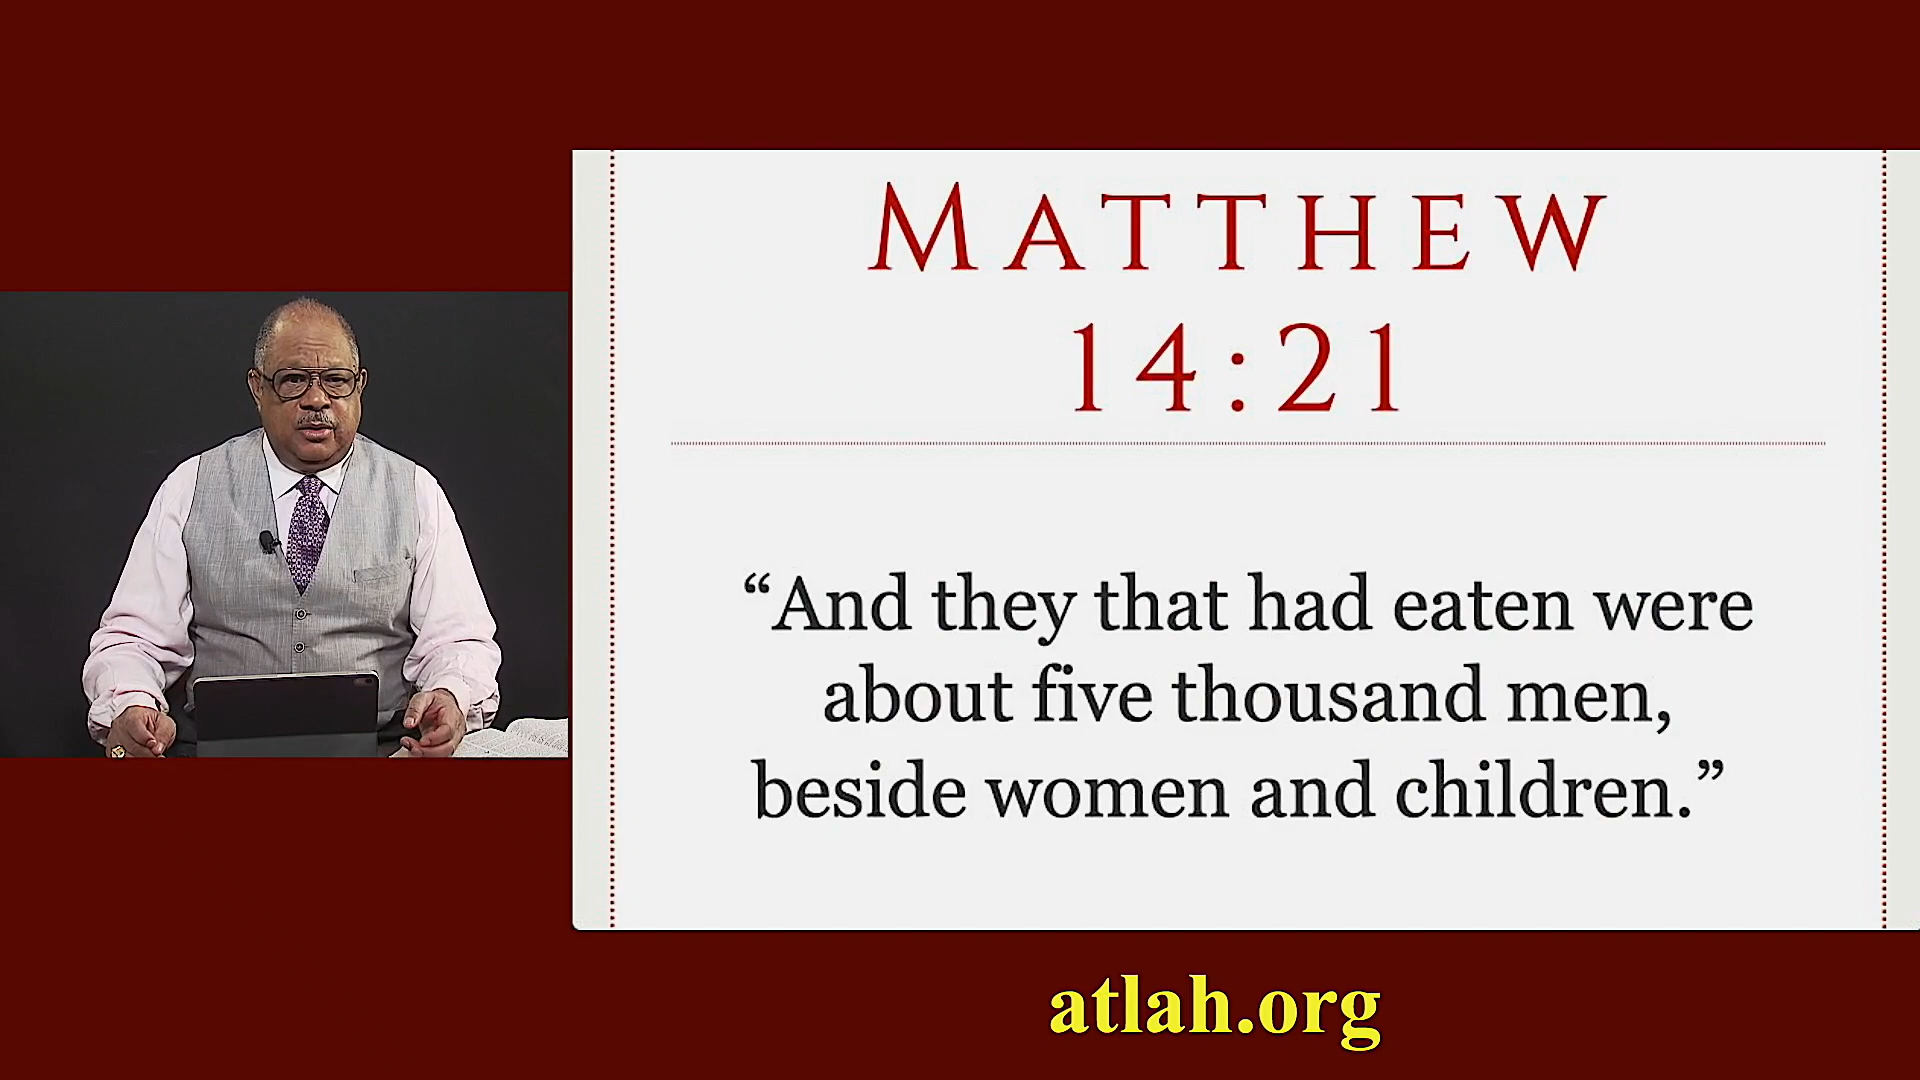 MATTHEW
14:21
“And they that had eaten were
about five thousand men,
beside women and children.”
atlah.org